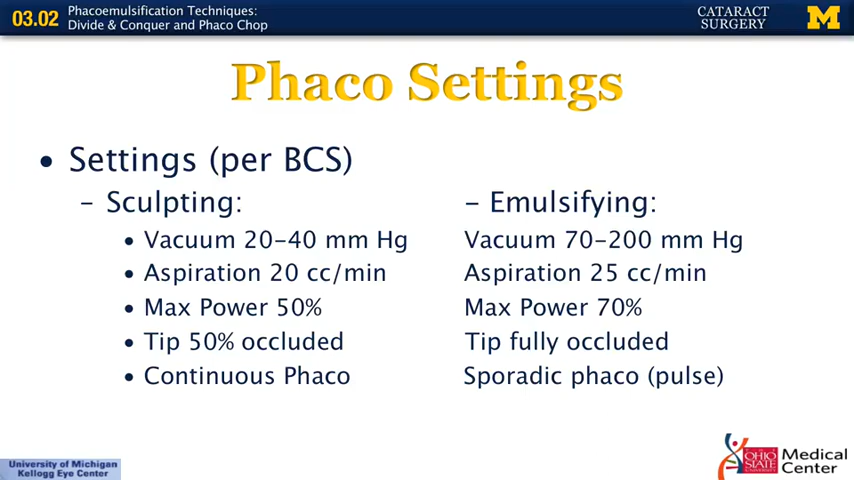 03.02
Phacoemulsification Techniques:
Divide & Conquer and Phaco Chop
CATARACT
SURGERY
M
Phaco Settings
• Settings (per BCS)
– Sculpting:
• Vacuum 20-40 mm Hg
• Aspiration 20 cc/min
• Max Power 50%
• Tip 50% occluded
• Continuous Phaco
– Emulsifying:
Vacuum 70-200 mm Hg
Aspiration 25 cc/min
Max Power 70%
Tip fully occluded
Sporadic phaco (pulse)
University of Michigan
Kellogg Eye Center
OHIO
STATE
Medical
Center